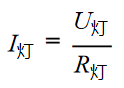 I灯 = U灯 / R灯